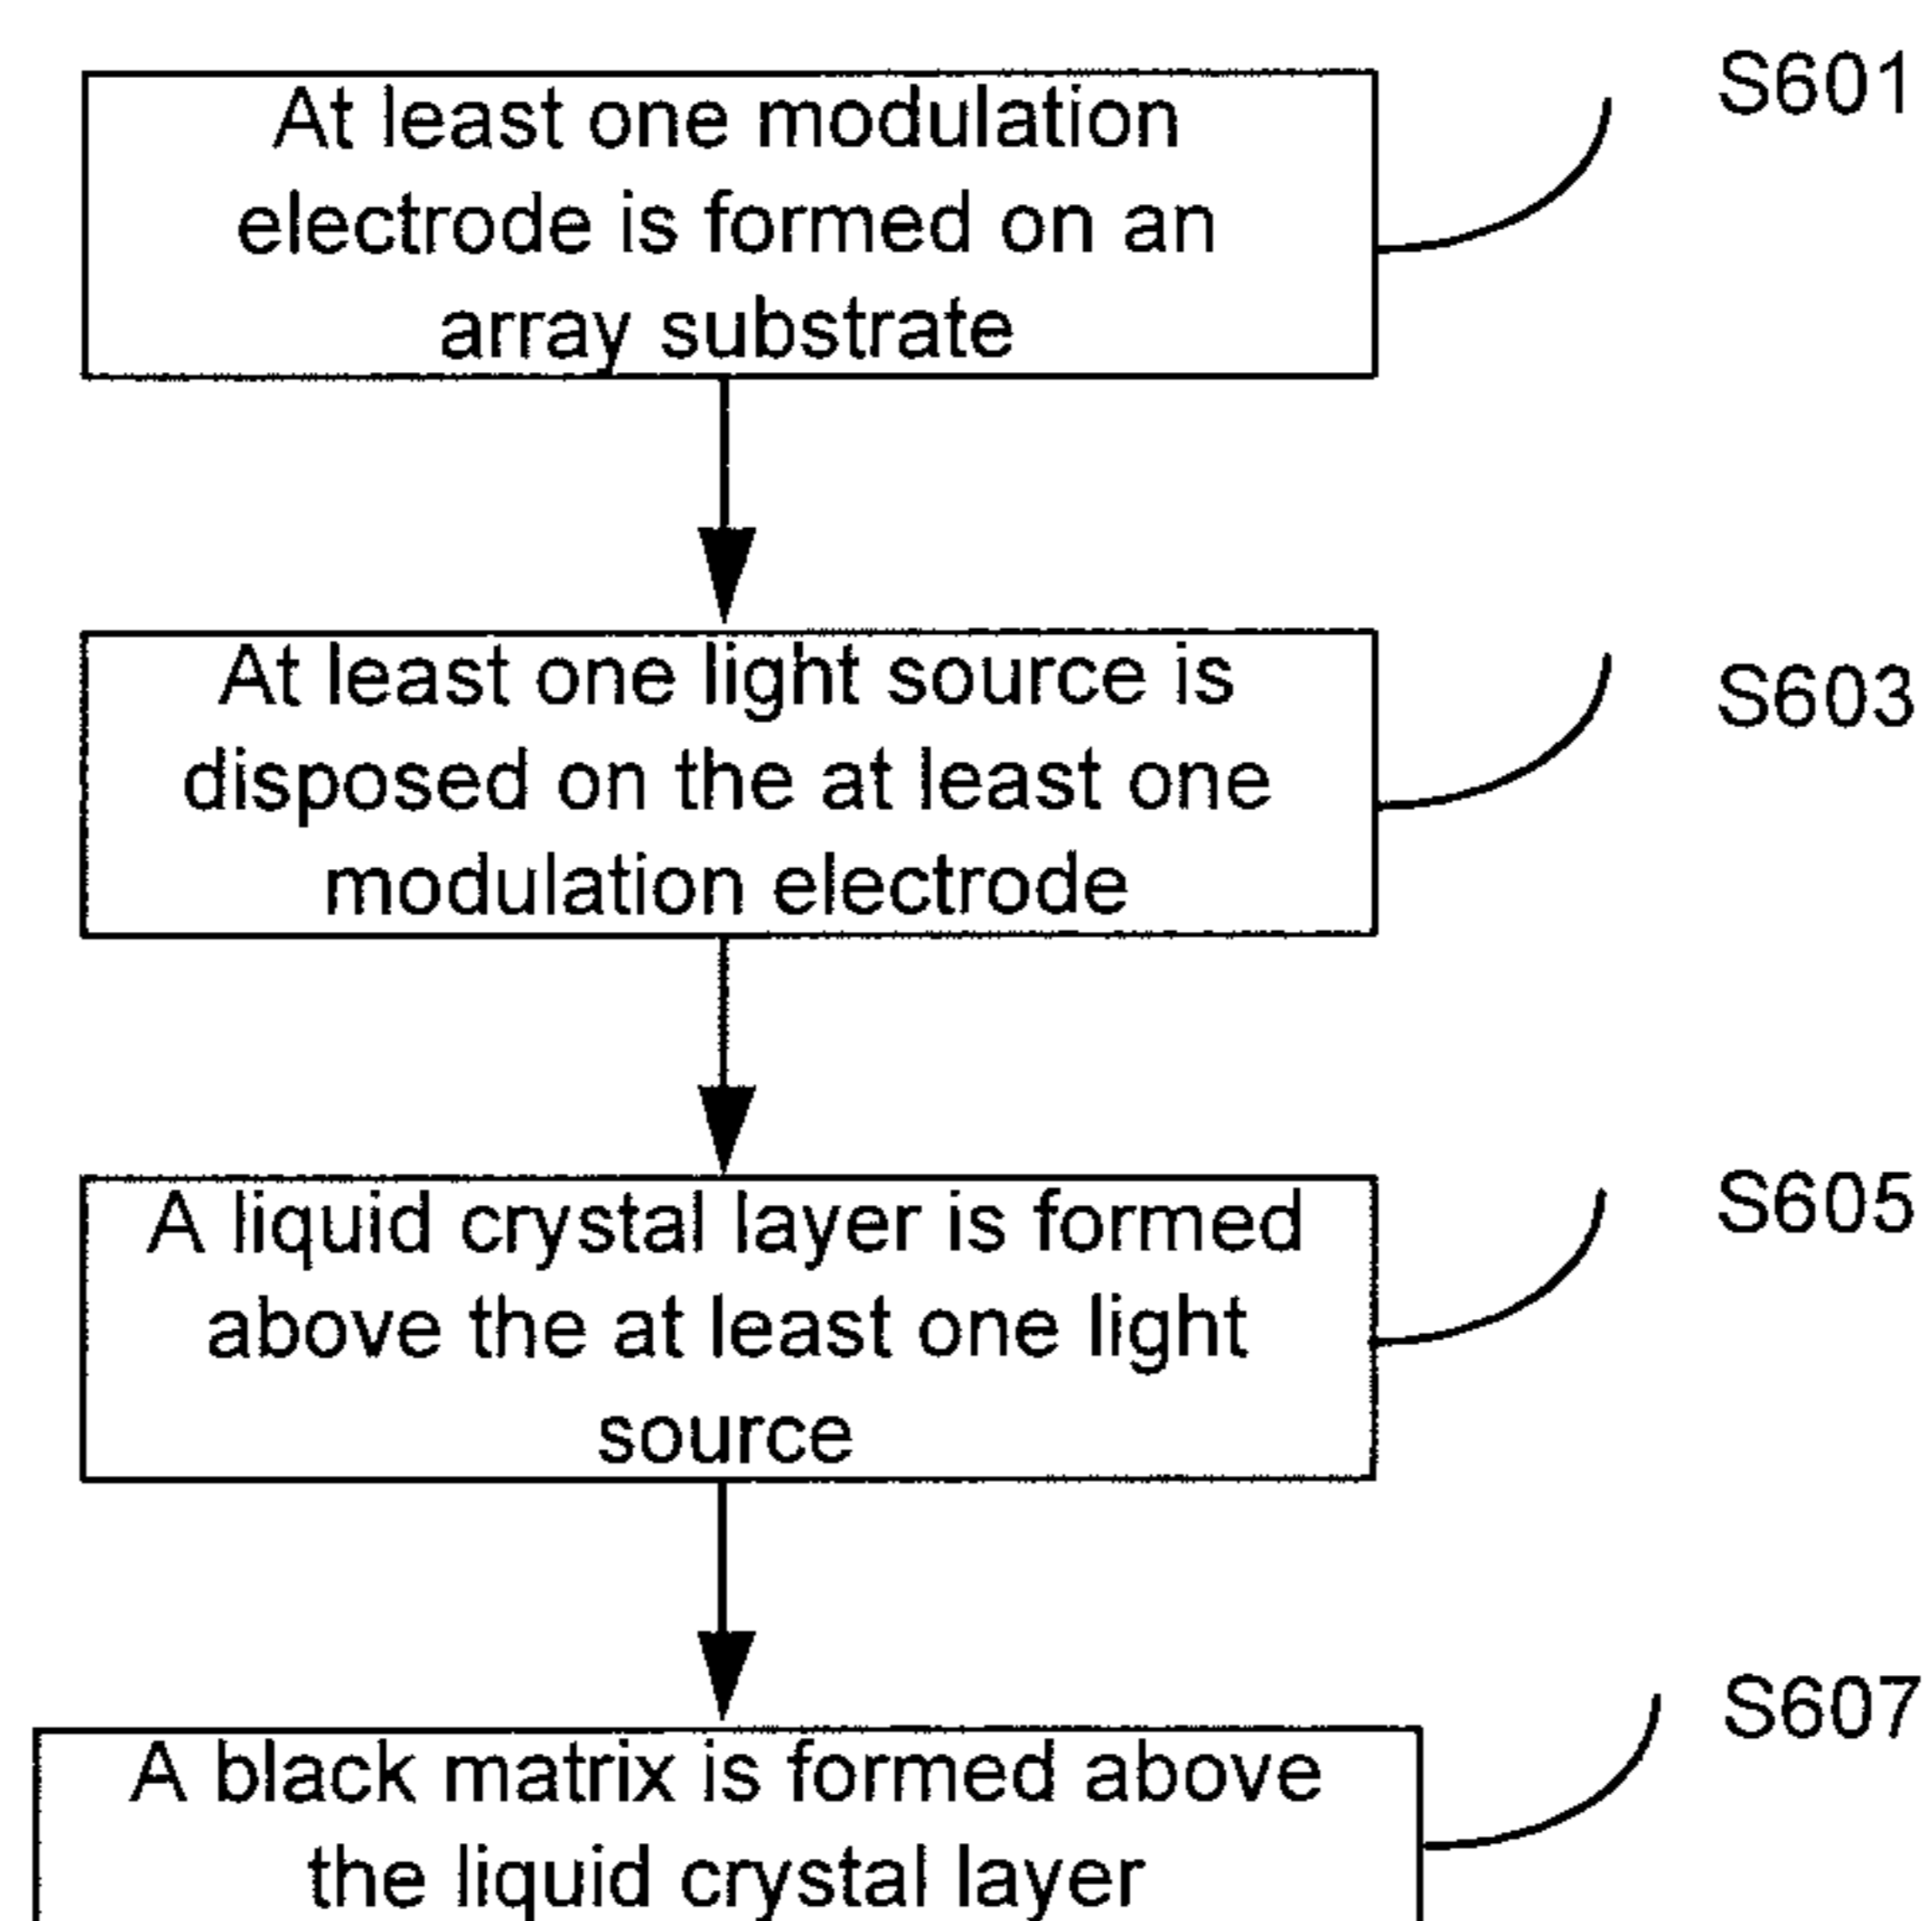 At least one modulation
electrode is formed on an
array substrate
S601
At least one light source is
disposed on the at least one
modulation electrode
S603
A liquid crystal layer is formed
above the at least one light
source
S605
A black matrix is formed above
the liquid crystal layer
S607